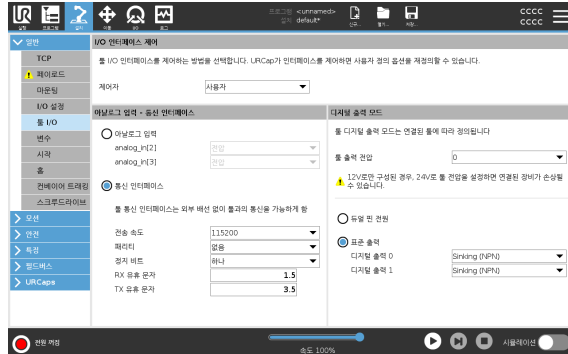 UR
실행
프로그램
설치
이동
I/O
로그
프로그램 <unnamed>
설치 default*
신규...
열기...
저장...
CCCC
CCCC
일반
TCP
페이로드
마운팅
I/O 설정
툴 I/O
변수
시작
홈
컨베이어 트래킹
스크루드라이브
모션
안전
특징
필드버스
URCaps
I/O 인터페이스 제어
툴 I/O 인터페이스를 제어하는 방법을 선택합니다. URCap가 인터페이스를 제어하면 사용자 정의 옵션을 재정의할 수 있습니다.
제어자 사용자
아날로그 입력 - 통신 인터페이스
아날로그 입력
analog_in[2] 전압
analog_in[3] 전압
통신 인터페이스
툴 통신 인터페이스는 외부 배선 없이 툴과의 통신을 가능하게 함
전송 속도 115200
패리티 없음
정지 비트 하나
RX 유휴 문자 1.5
TX 유휴 문자 3.5
디지털 출력 모드
툴 디지털 출력 모드는 연결된 툴에 따라 정의됩니다
툴 출력 전압 0
12V로만 구성된 경우, 24V로 툴 전압을 설정하면 연결된 장비가 손상될
수 있습니다.
듀얼 핀 전원
표준 출력
디지털 출력 0 Sinking (NPN)
디지털 출력 1 Sinking (NPN)
전원 꺼짐
속도 100%
시뮬레이션